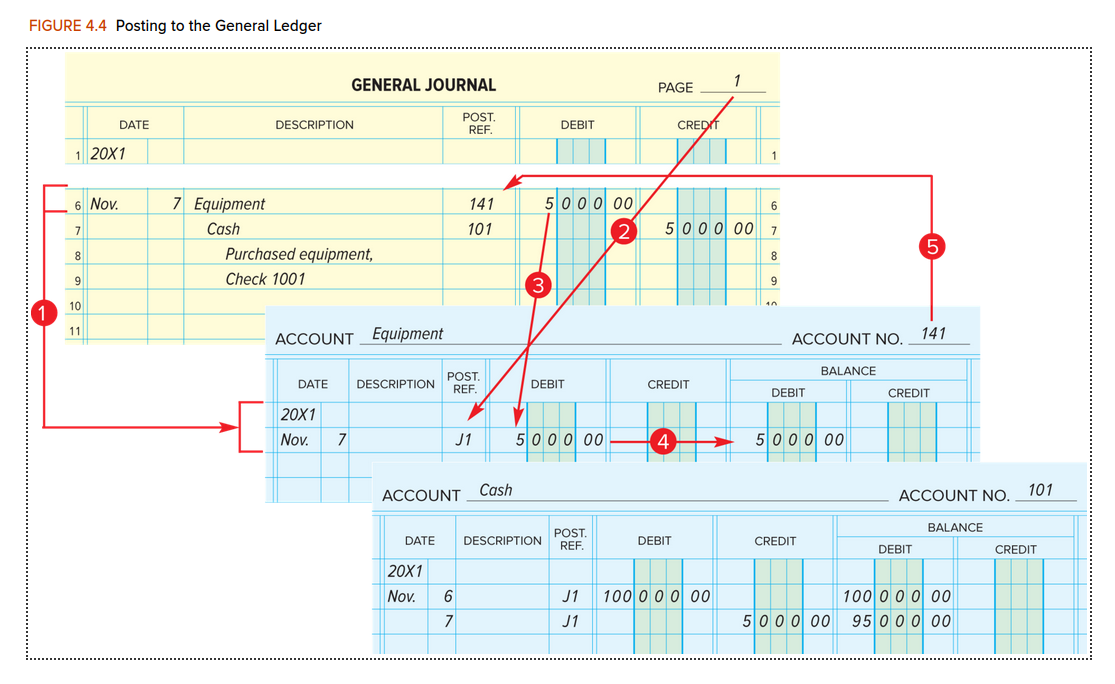 FIGURE 4.4 Posting to the General Ledger
GENERAL JOURNAL PAGE 1
DATE DESCRIPTION POST. REF. DEBIT CREDIT
1 20X1 1
6 Nov. 7 Equipment 141 5 0 0 0 00 6
7 Cash 101 5 0 0 0 00 7
8 Purchased equipment, 8
9 Check 1001 9
10 10
11
1
2
3
4
5
ACCOUNT Equipment ACCOUNT NO. 141
DATE DESCRIPTION POST. REF. DEBIT CREDIT BALANCE
DEBIT CREDIT
20X1
Nov. 7 J1 5 0 0 0 00 5 0 0 0 00
ACCOUNT Cash ACCOUNT NO. 101
DATE DESCRIPTION POST. REF. DEBIT CREDIT BALANCE
DEBIT CREDIT
20X1
Nov. 6 J1 100 0 0 0 00 100 0 0 0 00
7 J1 5 0 0 0 00 95 0 0 0 00